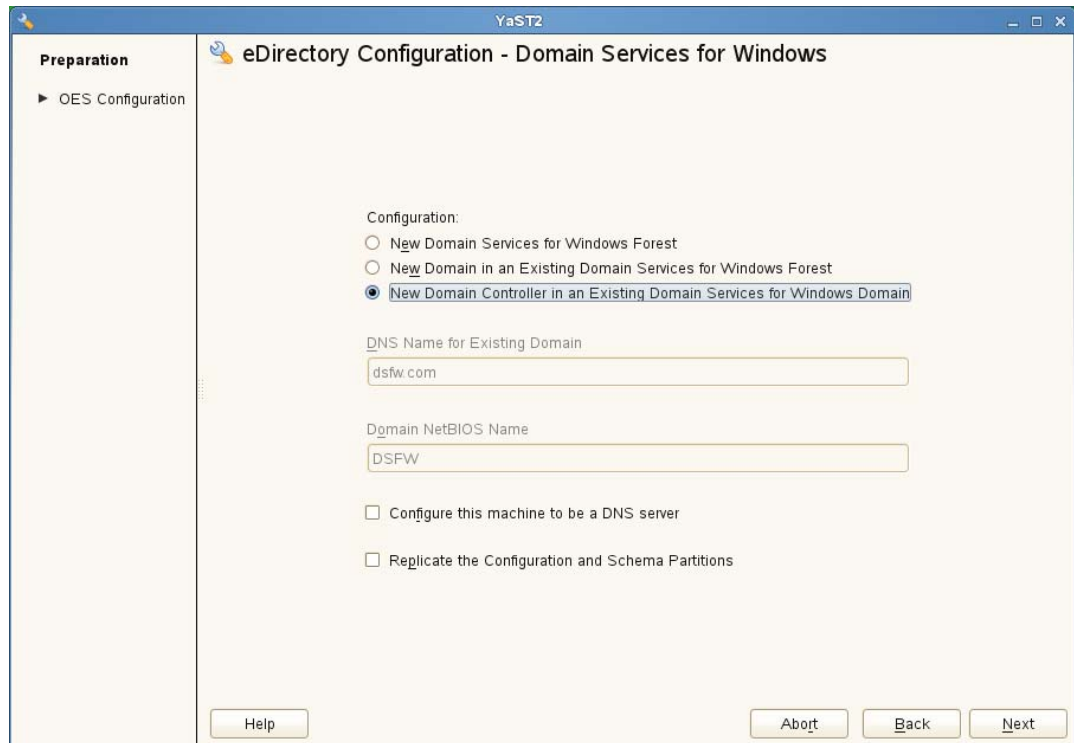 YaST2
Preparation
OES Configuration
eDirectory Configuration - Domain Services for Windows
Configuration:
New Domain Services for Windows Forest
New Domain in an Existing Domain Services for Windows Forest
New Domain Controller in an Existing Domain Services for Windows Domain
DNS Name for Existing Domain
dsfw.com
Domain NetBIOS Name
DSFW
Configure this machine to be a DNS server
Replicate the Configuration and Schema Partitions
Help
Abort
Back
Next